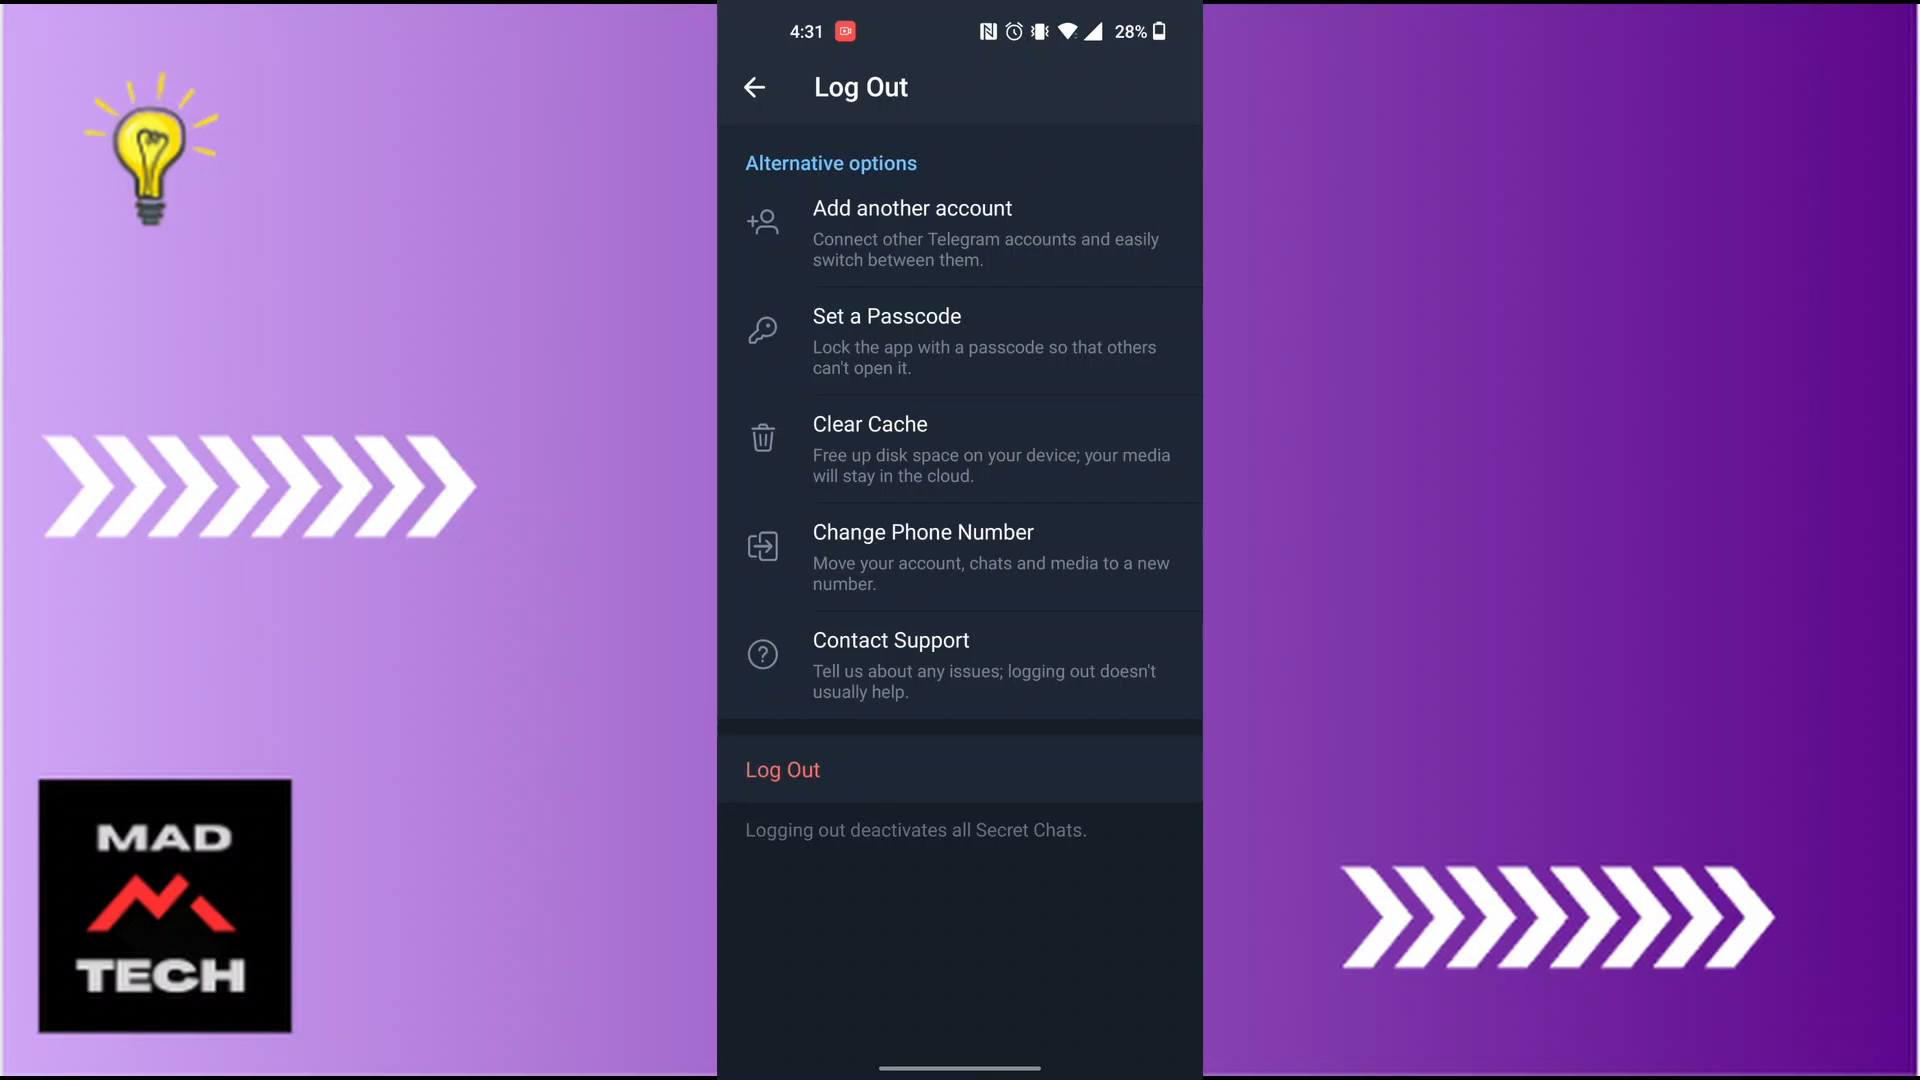 4:31
28%
Log Out
Alternative options
Add another account
Connect other Telegram accounts and easily
switch between them.
Set a Passcode
Lock the app with a passcode so that others
can't open it.
Clear Cache
Free up disk space on your device; your media
will stay in the cloud.
Change Phone Number
Move your account, chats and media to a new
number.
Contact Support
Tell us about any issues; logging out doesn't
usually help.
Log Out
Logging out deactivates all Secret Chats.
MAD
TECH